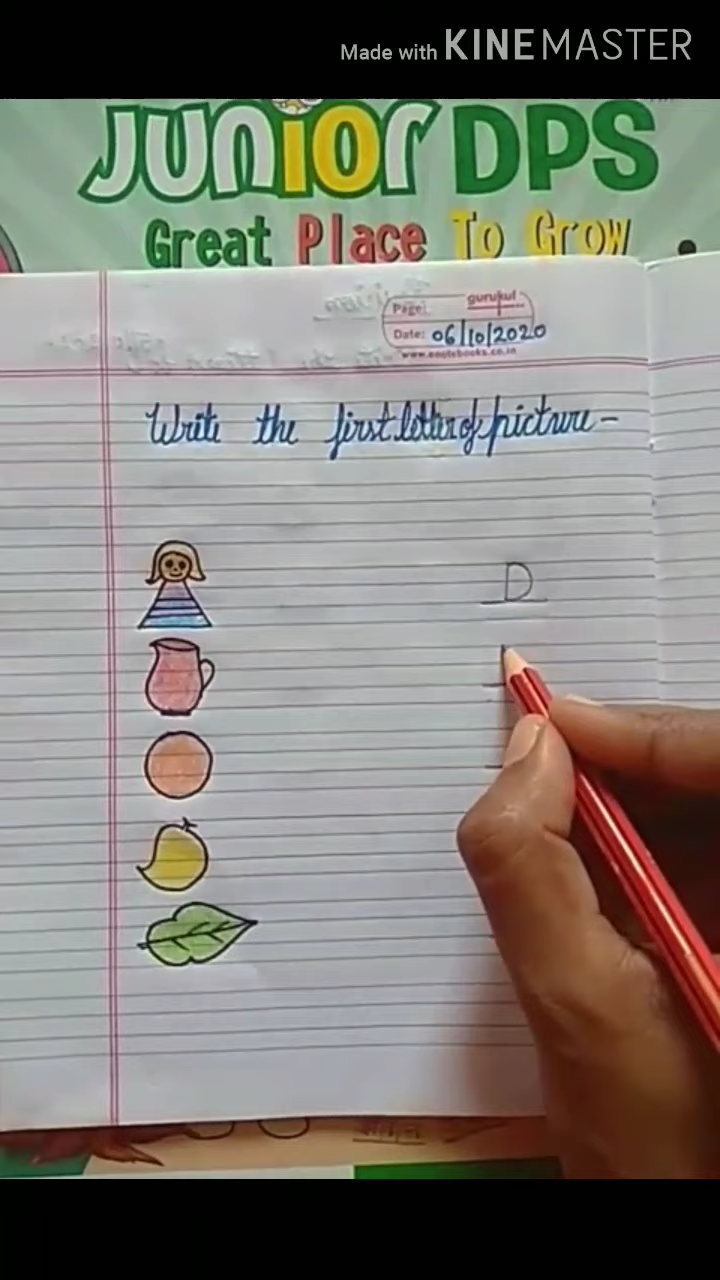 Made with KINEMASTER
JUNIOR DPS
Great Place To Grow
Page:
gurukul
Date: 06/10/2020
www.enotebooks.co.in
Write the first letter of picture -
D